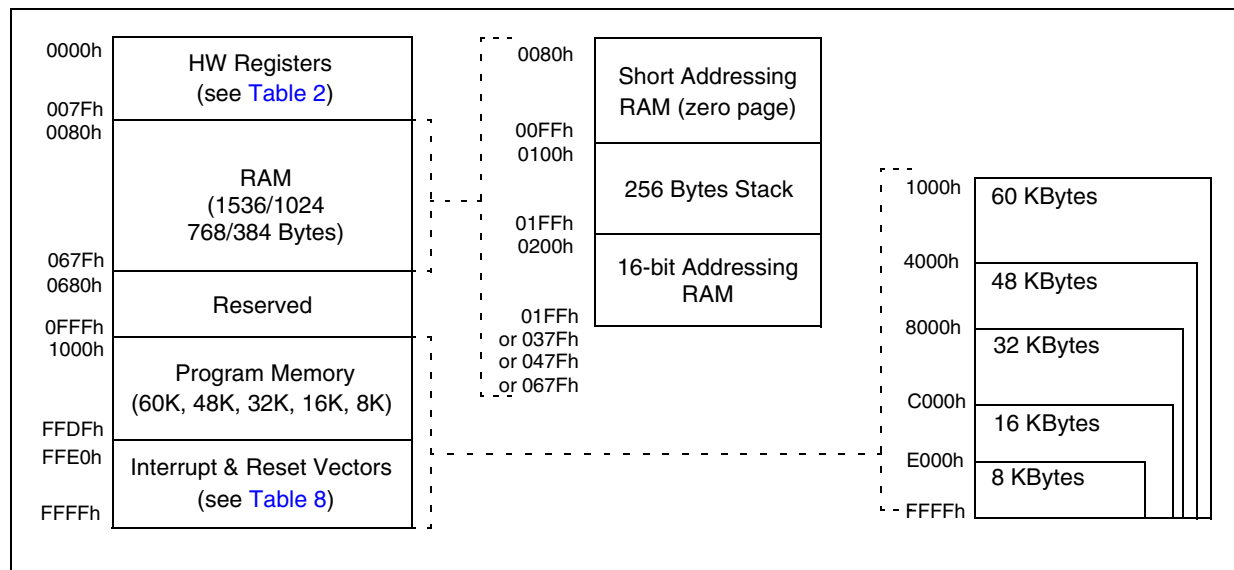 0000h
HW Registers
(see Table 2)
007Fh
0080h
RAM
(1536/1024
768/384 Bytes)
067Fh
0680h
Reserved
0FFFh
1000h
Program Memory
(60K, 48K, 32K, 16K, 8K)
FFDFh
FFE0h
Interrupt & Reset Vectors
(see Table 8)
FFFFh
0080h
Short Addressing
RAM (zero page)
00FFh
0100h
256 Bytes Stack
01FFh
0200h
16-bit Addressing
RAM
01FFh
or 037Fh
or 047Fh
or 067Fh
1000h
60 KBytes
4000h
48 KBytes
8000h
32 KBytes
C000h
16 KBytes
E000h
8 KBytes
FFFFh